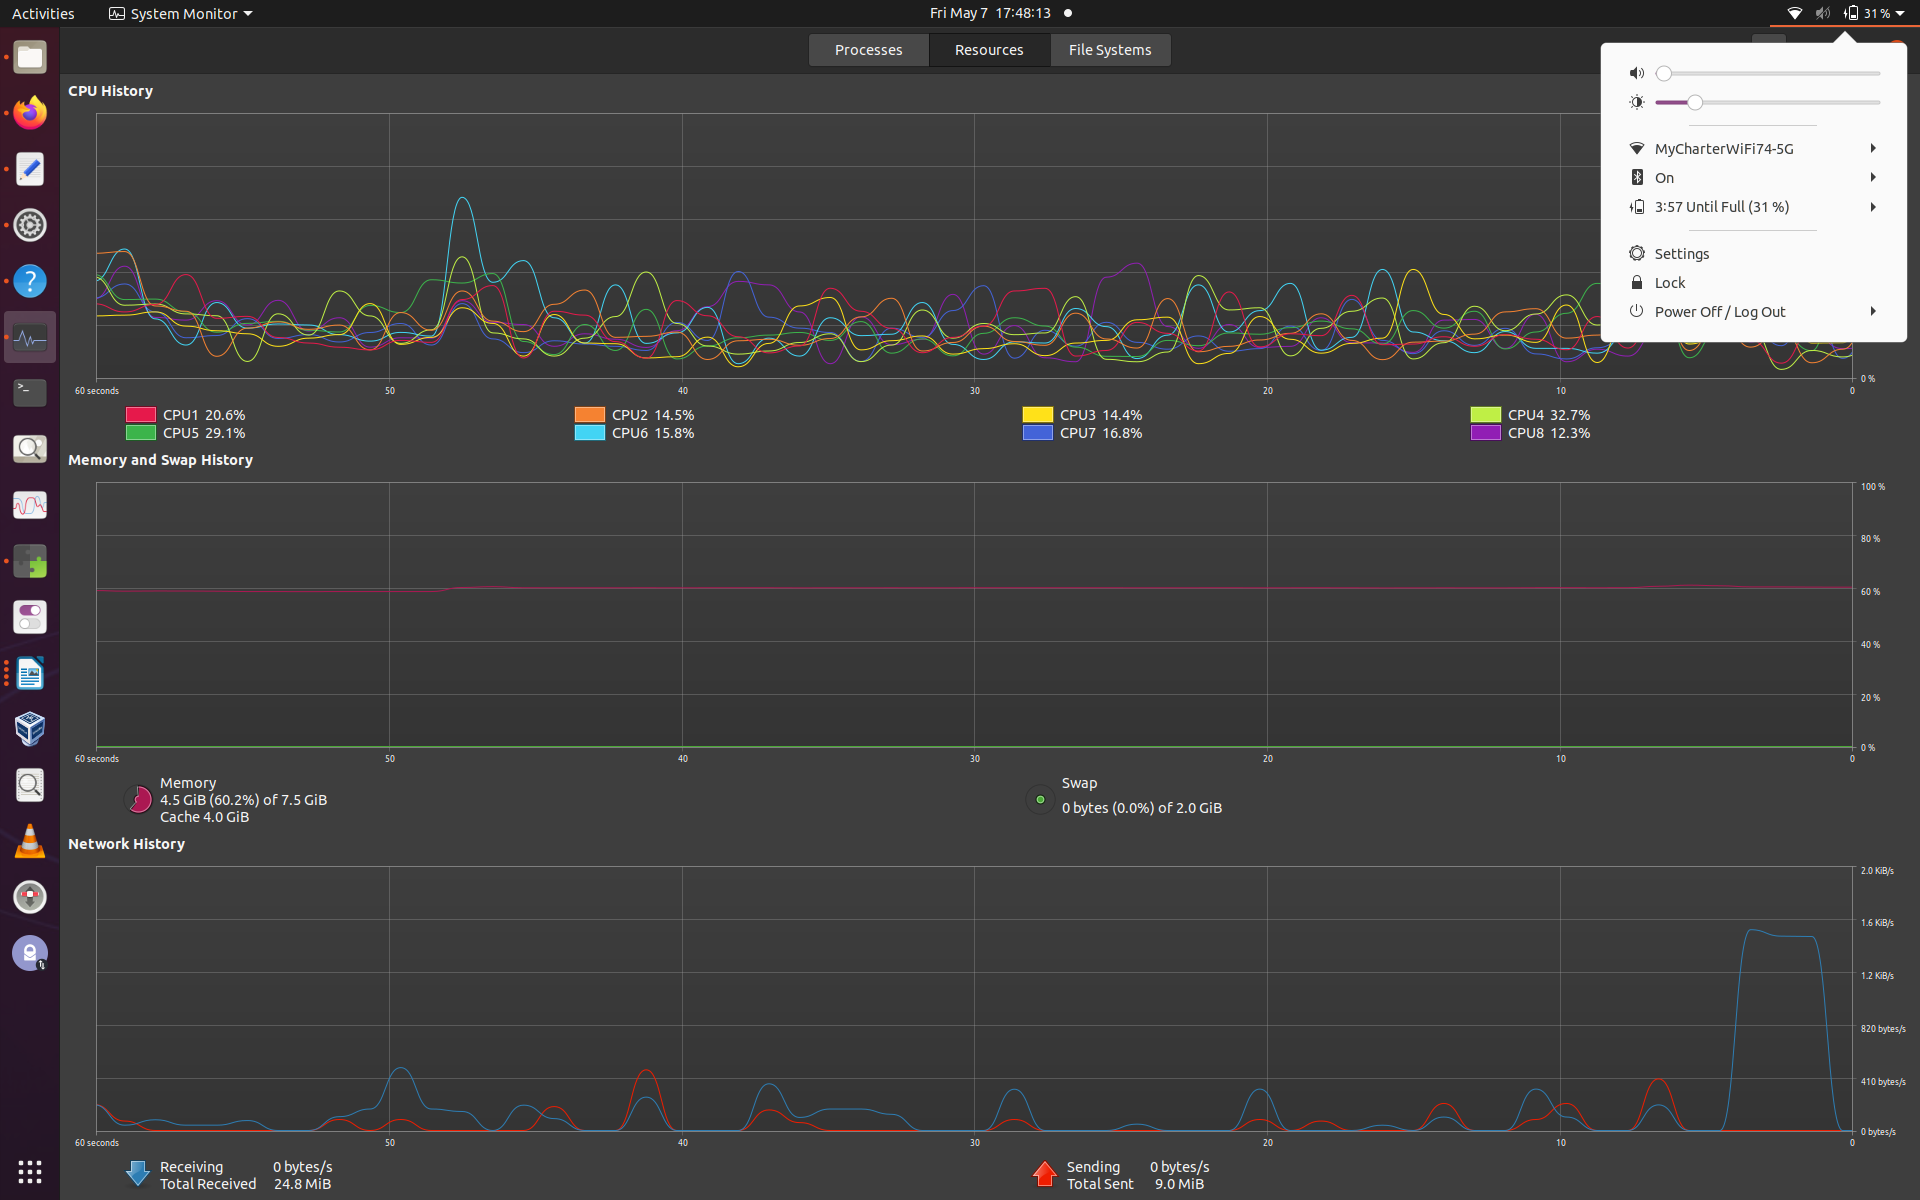 Activities
System Monitor
Fri May 7 17:48:13
31 %
Processes
Resources
File Systems
MyCharterWiFi74-5G
On
3:57 Until Full (31 %)
Settings
Lock
Power Off / Log Out
CPU History
60 seconds 50 40 30 20 10 0
0 %
CPU1 20.6% CPU2 14.5% CPU3 14.4% CPU4 32.7%
CPU5 29.1% CPU6 15.8% CPU7 16.8% CPU8 12.3%
Memory and Swap History
100 %
80 %
60 %
40 %
20 %
0 %
60 seconds 50 40 30 20 10 0
Memory
4.5 GiB (60.2%) of 7.5 GiB
Cache 4.0 GiB
Swap
0 bytes (0.0%) of 2.0 GiB
Network History
2.0 KiB/s
1.6 KiB/s
1.2 KiB/s
820 bytes/s
410 bytes/s
0 bytes/s
60 seconds 50 40 30 20 10 0
Receiving 0 bytes/s
Total Received 24.8 MiB
Sending 0 bytes/s
Total Sent 9.0 MiB